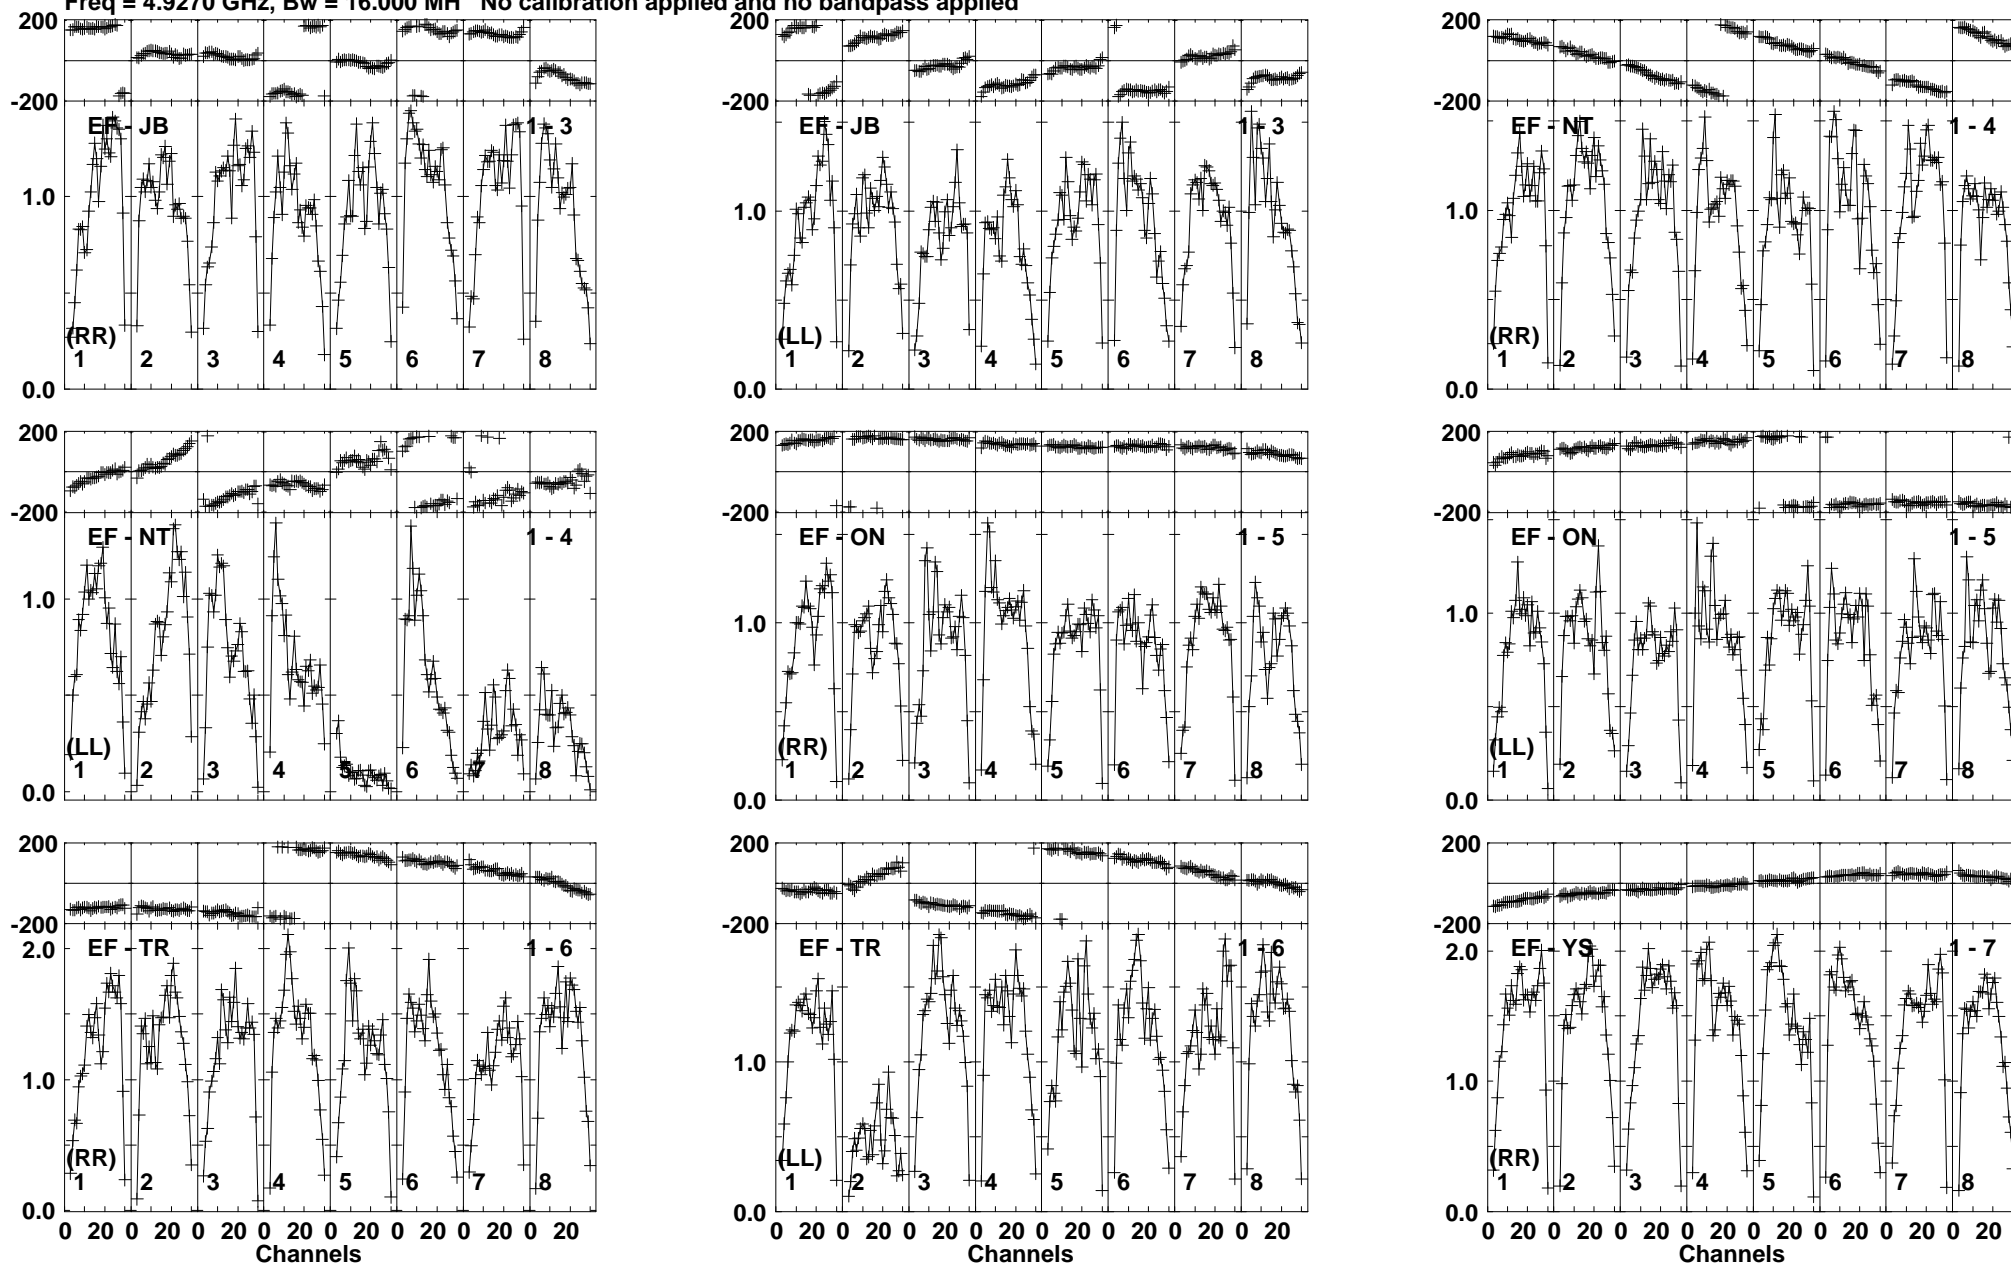 Freq = 4.9270 GHz, Bw = 16.000 MH No calibration applied and no bandpass applied
200 200 200
-200 -200 -200
EF - JB 1 - 3 EF - JB 1 - 3 EF - NT 1 - 4
1.0 1.0 1.0
(RR) (LL) (RR)
1 2 3 4 5 6 7 8 1 2 3 4 5 6 7 8 1 2 3 4 5 6 7 8
0.0 0.0 0.0
200 200 200
-200 -200 -200
EF - NT 1 - 4 EF - ON 1 - 5 EF - ON 1 - 5
1.0 1.0 1.0
(LL) (RR) (LL)
1 2 3 4 5 6 7 8 1 2 3 4 5 6 7 8 1 2 3 4 5 6 7 8
0.0 0.0 0.0
200 200 200
-200 -200 -200
EF - TR 1 - 6 EF - TR 1 - 6 EF - YS 1 - 7
2.0 2.0
1.0 1.0 1.0
(RR) (LL) (RR)
1 2 3 4 5 6 7 8 1 2 3 4 5 6 7 8 1 2 3 4 5 6 7 8
0.0 0.0 0.0
0 20 0 20 0 20 0 20 0 20 0 20 0 20 0 20 0 20 0 20 0 20 0 20 0 20 0 20 0 20 0 20 0 20 0 20 0 20 0 20 0 20 0 20 0 20 0 20
Channels Channels Channels